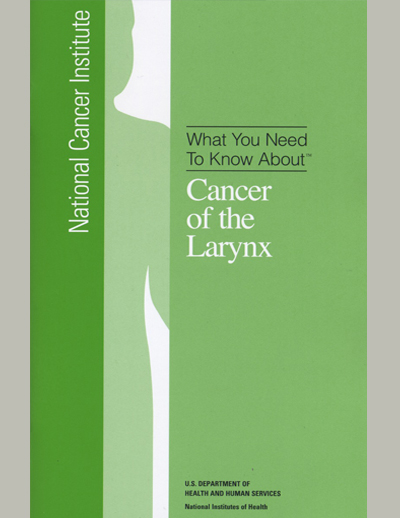 National Cancer Institute
What You Need
To Know About™
Cancer
of the
Larynx
U.S. DEPARTMENT OF
HEALTH AND HUMAN SERVICES
National Institutes of Health